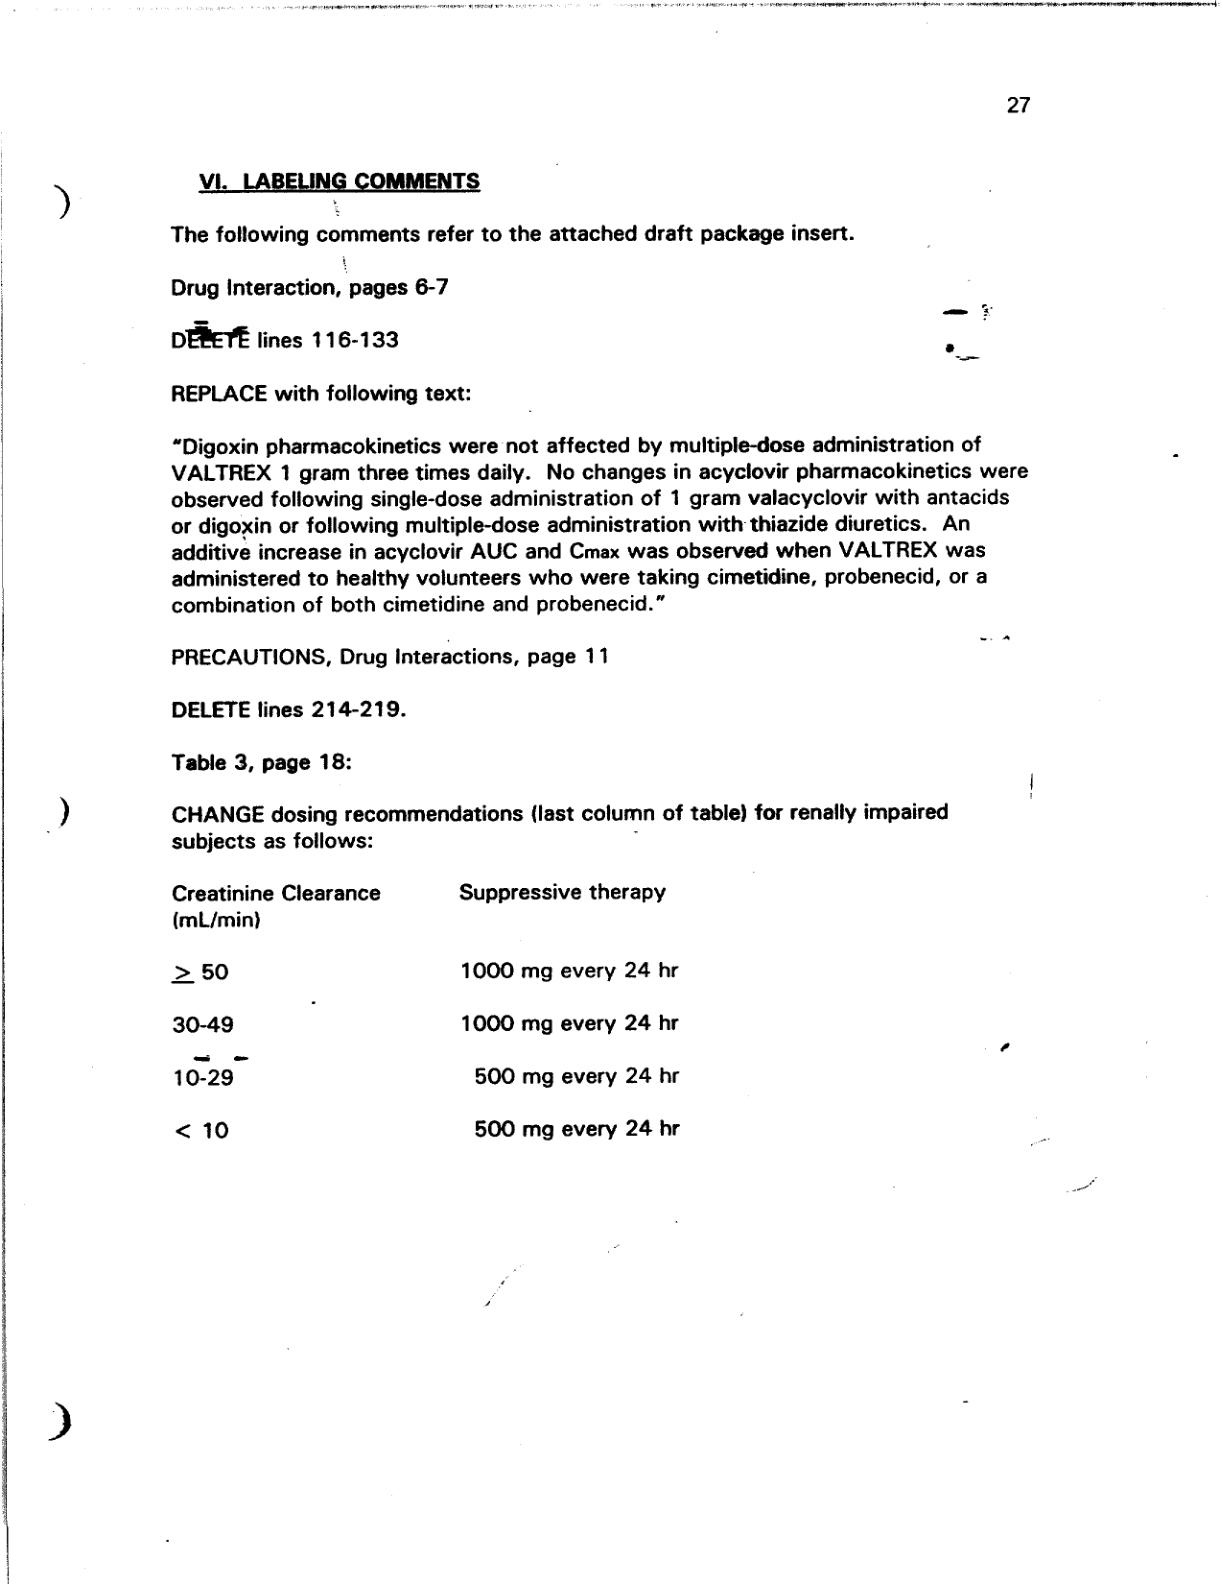 27
VI. LABELING COMMENTS
The following comments refer to the attached draft package insert.
Drug Interaction, pages 6-7
DELETE lines 116-133
REPLACE with following text:
"Digoxin pharmacokinetics were not affected by multiple-dose administration of
VALTREX 1 gram three times daily. No changes in acyclovir pharmacokinetics were
observed following single-dose administration of 1 gram valacyclovir with antacids
or digoxin or following multiple-dose administration with thiazide diuretics. An
additive increase in acyclovir AUC and Cmax was observed when VALTREX was
administered to healthy volunteers who were taking cimetidine, probenecid, or a
combination of both cimetidine and probenecid."
PRECAUTIONS, Drug Interactions, page 11
DELETE lines 214-219.
Table 3, page 18:
CHANGE dosing recommendations (last column of table) for renally impaired
subjects as follows:
Creatinine Clearance Suppressive therapy
(mL/min)
≥ 50 1000 mg every 24 hr
30-49 1000 mg every 24 hr
10-29 500 mg every 24 hr
< 10 500 mg every 24 hr